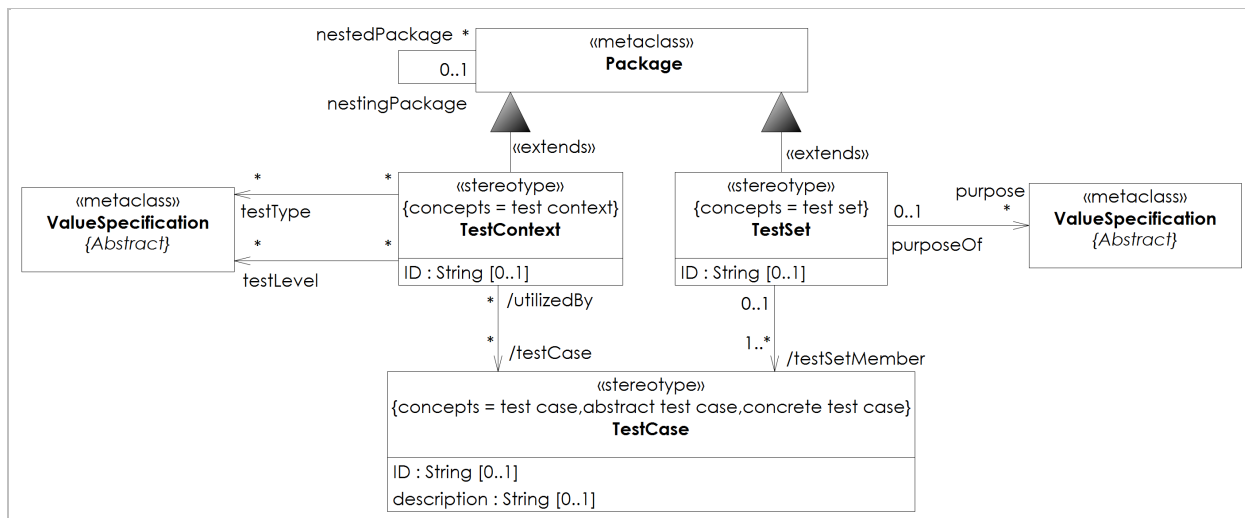 nestedPackage *
0..1
nestingPackage
«metaclass»
Package
«extends»
«extends»
«metaclass»
ValueSpecification
{Abstract}
* *
testType
* *
testLevel
«stereotype»
{concepts = test context}
TestContext
ID : String [0..1]
«stereotype»
{concepts = test set}
TestSet
ID : String [0..1]
purpose
0..1 *
purposeOf
«metaclass»
ValueSpecification
{Abstract}
* /utilizedBy
* /testCase
0..1
1..*
/testSetMember
«stereotype»
{concepts = test case,abstract test case,concrete test case}
TestCase
ID : String [0..1]
description : String [0..1]